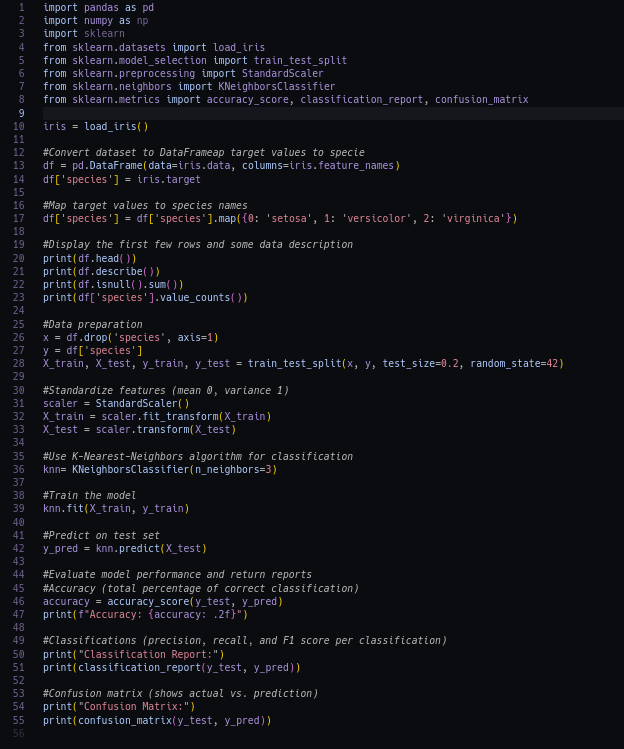 1 import pandas as pd
2 import numpy as np
3 import sklearn
4 from sklearn.datasets import load_iris
5 from sklearn.model_selection import train_test_split
6 from sklearn.preprocessing import StandardScaler
7 from sklearn.neighbors import KNeighborsClassifier
8 from sklearn.metrics import accuracy_score, classification_report, confusion_matrix
9
10 iris = load_iris()
11
12 #Convert dataset to DataFrameap target values to specie
13 df = pd.DataFrame(data=iris.data, columns=iris.feature_names)
14 df['species'] = iris.target
15
16 #Map target values to species names
17 df['species'] = df['species'].map({0: 'setosa', 1: 'versicolor', 2: 'virginica'})
18
19 #Display the first few rows and some data description
20 print(df.head())
21 print(df.describe())
22 print(df.isnull().sum())
23 print(df['species'].value_counts())
24
25 #Data preparation
26 x = df.drop('species', axis=1)
27 y = df['species']
28 X_train, X_test, y_train, y_test = train_test_split(x, y, test_size=0.2, random_state=42)
29
30 #Standardize features (mean 0, variance 1)
31 scaler = StandardScaler()
32 X_train = scaler.fit_transform(X_train)
33 X_test = scaler.transform(X_test)
34
35 #Use K-Nearest-Neighbors algorithm for classification
36 knn= KNeighborsClassifier(n_neighbors=3)
37
38 #Train the model
39 knn.fit(X_train, y_train)
40
41 #Predict on test set
42 y_pred = knn.predict(X_test)
43
44 #Evaluate model performance and return reports
45 #Accuracy (total percentage of correct classification)
46 accuracy = accuracy_score(y_test, y_pred)
47 print(f"Accuracy: {accuracy: .2f}")
48
49 #Classifications (precision, recall, and F1 score per classification)
50 print("Classification Report:")
51 print(classification_report(y_test, y_pred))
52
53 #Confusion matrix (shows actual vs. prediction)
54 print("Confusion Matrix:")
55 print(confusion_matrix(y_test, y_pred))
56